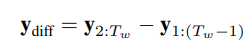 y_diff = y_{2:T_w} − y_{1:(T_w−1)}